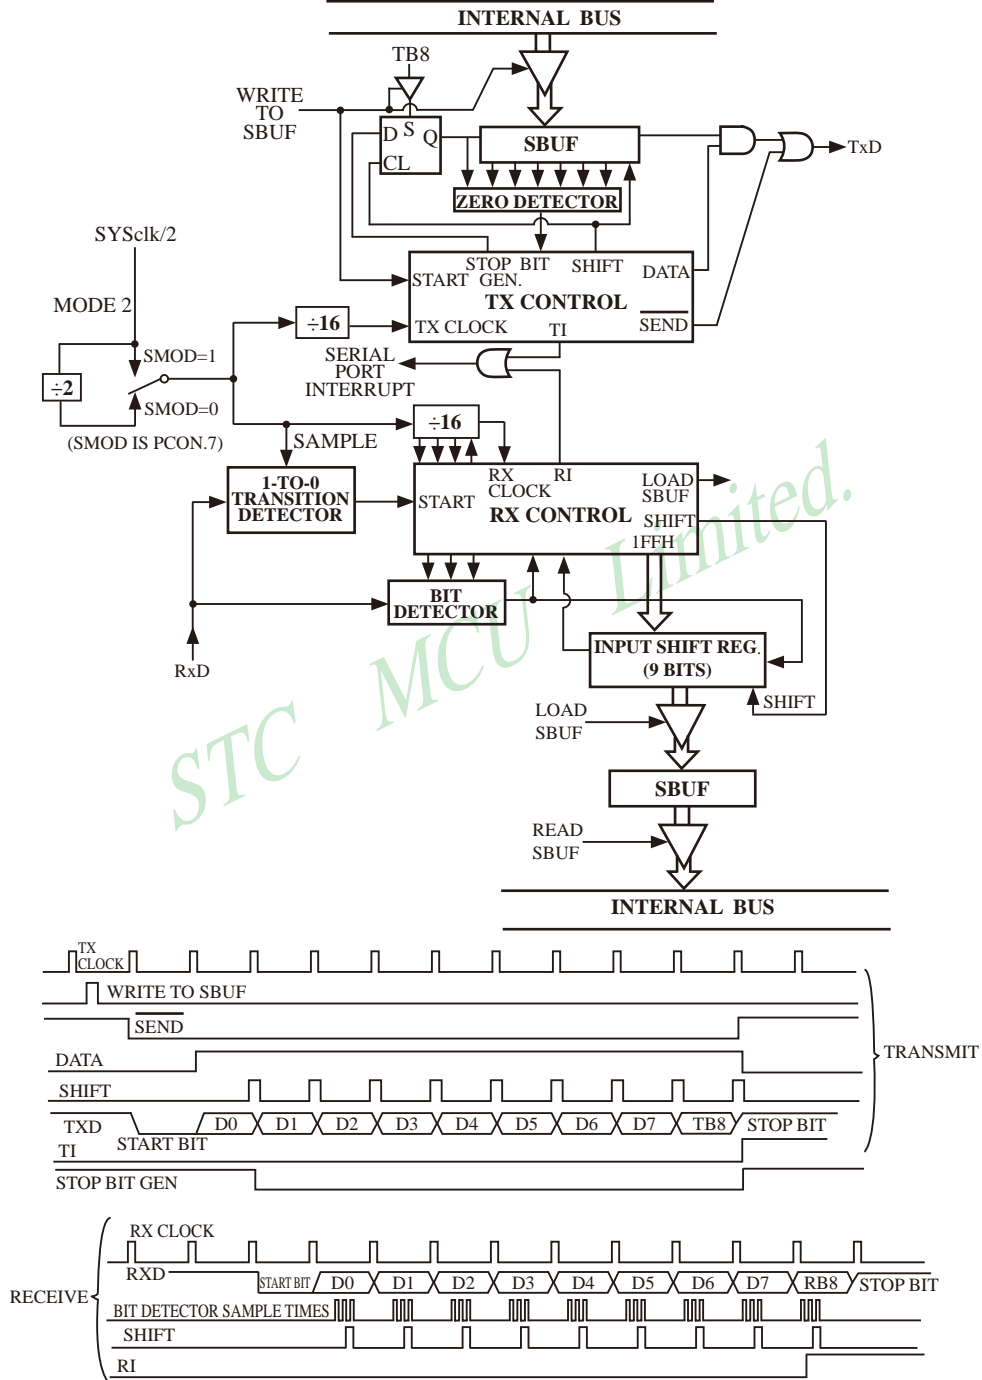 INTERNAL BUS
TB8
WRITE
TO
SBUF
D S Q
CL
SBUF
TxD
ZERO DETECTOR
SYSclk/2
STOP BIT
GEN.
SHIFT
DATA
START
TX CONTROL
MODE 2
÷16
TX CLOCK
TI
SEND
SERIAL
PORT
INTERRUPT
SMOD=1
÷2
SMOD=0
(SMOD IS PCON.7)
SAMPLE
÷16
1-TO-0
TRANSITION
DETECTOR
START
RX
CLOCK
RI
LOAD
SBUF
RX CONTROL
SHIFT
1FFH
BIT
DETECTOR
RxD
INPUT SHIFT REG.
(9 BITS)
SHIFT
LOAD
SBUF
SBUF
READ
SBUF
INTERNAL BUS
STC MCU Limited.
TX
CLOCK
WRITE TO SBUF
SEND
DATA
SHIFT
TXD
START BIT
D0 D1 D2 D3 D4 D5 D6 D7 TB8 STOP BIT
TI
STOP BIT GEN
TRANSMIT
RX CLOCK
RXD
START BIT D0 D1 D2 D3 D4 D5 D6 D7 RB8 STOP BIT
RECEIVE
BIT DETECTOR SAMPLE TIMES
SHIFT
RI